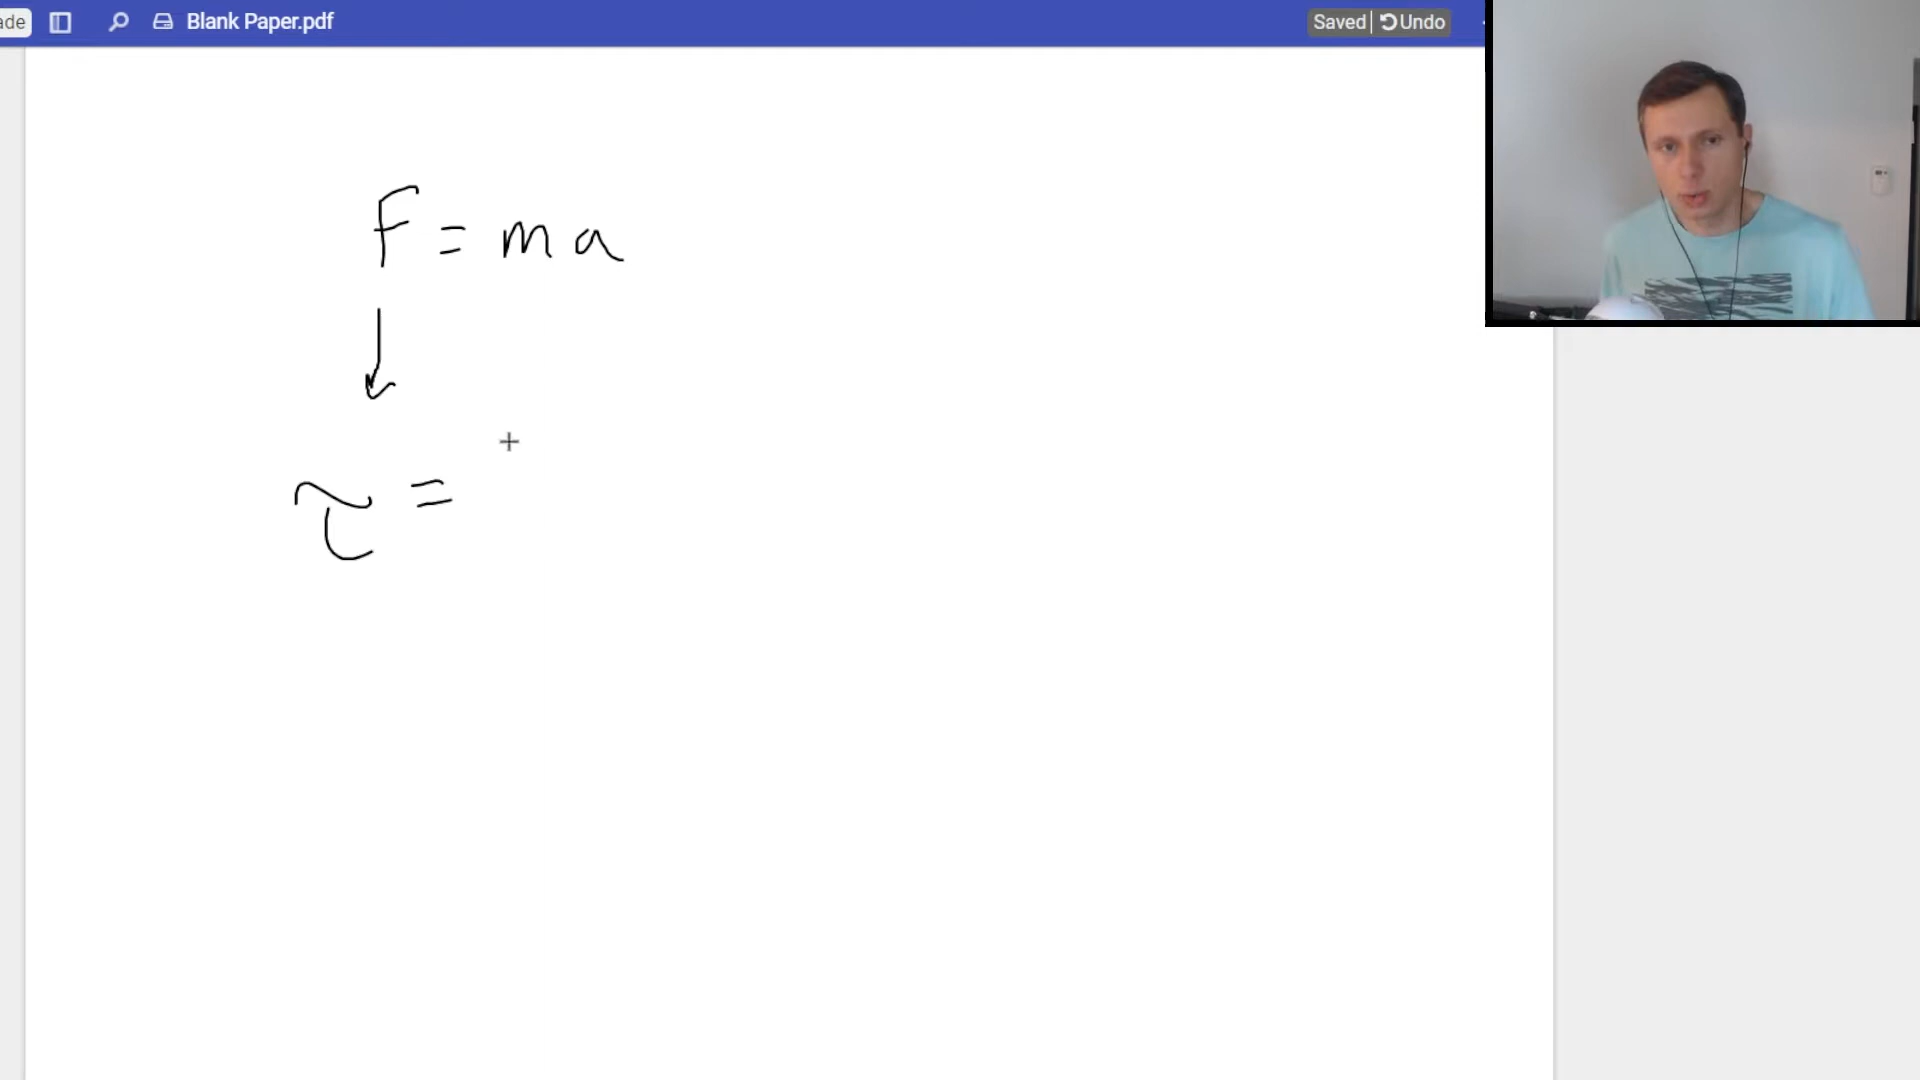 ade Blank Paper.pdf Saved Undo
F = ma
τ =